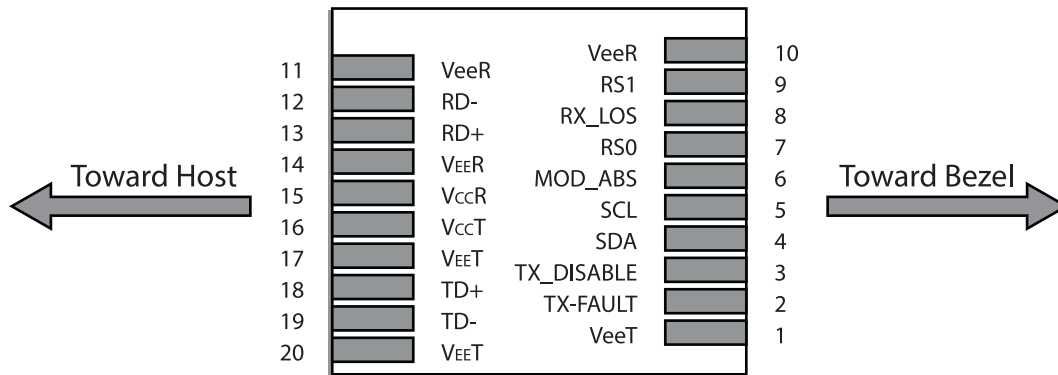 VeeR 10
11 VeeR
RS1 9
12 RD-
RX_LOS 8
13 RD+
RS0 7
14 VEER
Toward Host
MOD_ABS 6
Toward Bezel
15 VCCR
SCL 5
16 VCCT
SDA 4
17 VEET
TX_DISABLE 3
18 TD+
TX-FAULT 2
19 TD-
VeeT 1
20 VEET